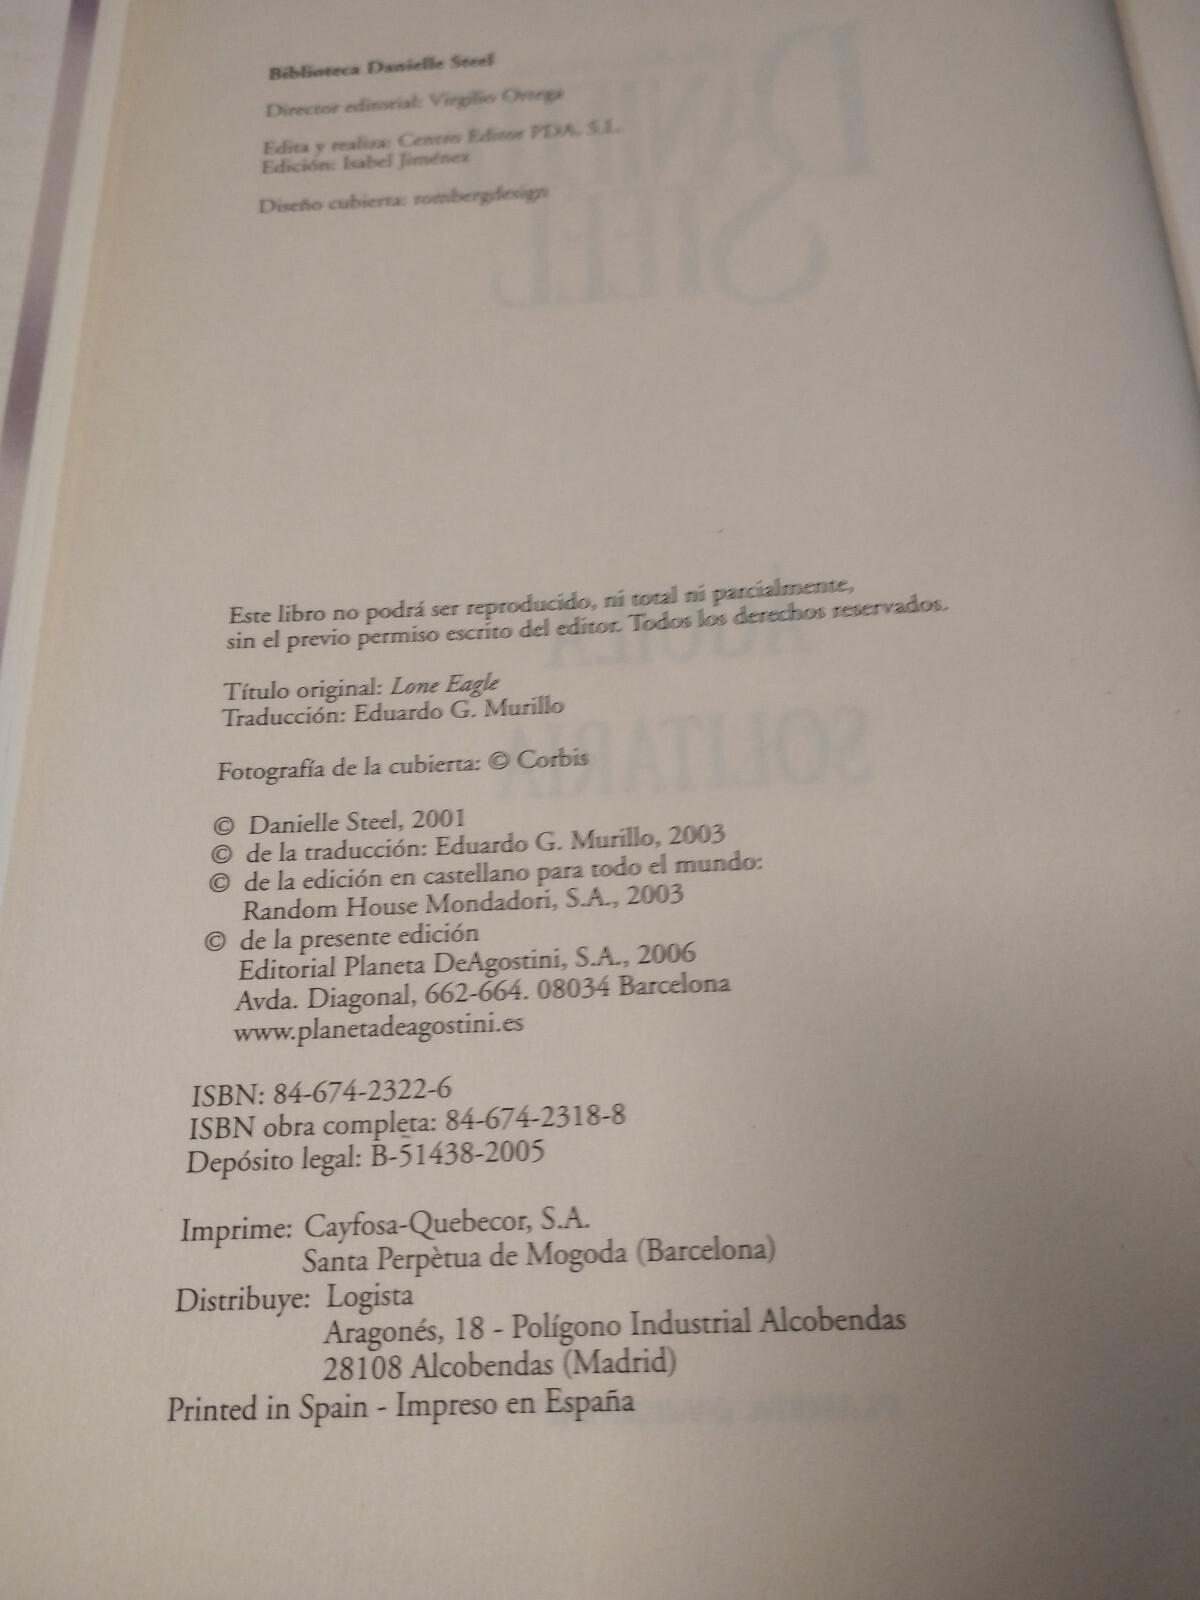 Biblioteca Danielle Steel
Director editorial: Virgilio Ortega
Edita y realiza: Centro Editor PDA, S.L.
Edición: Isabel Jiménez
Diseño cubierta: rombergdesign
Este libro no podrá ser reproducido, ni total ni parcialmente,
sin el previo permiso escrito del editor. Todos los derechos reservados.
Título original: Lone Eagle
Traducción: Eduardo G. Murillo
Fotografía de la cubierta: © Corbis
© Danielle Steel, 2001
© de la traducción: Eduardo G. Murillo, 2003
© de la edición en castellano para todo el mundo:
Random House Mondadori, S.A., 2003
© de la presente edición
Editorial Planeta DeAgostini, S.A., 2006
Avda. Diagonal, 662-664. 08034 Barcelona
www.planetadeagostini.es
ISBN: 84-674-2322-6
ISBN obra completa: 84-674-2318-8
Depósito legal: B-51438-2005
Imprime: Cayfosa-Quebecor, S.A.
Santa Perpètua de Mogoda (Barcelona)
Distribuye: Logista
Aragonés, 18 - Polígono Industrial Alcobendas
28108 Alcobendas (Madrid)
Printed in Spain - Impreso en España